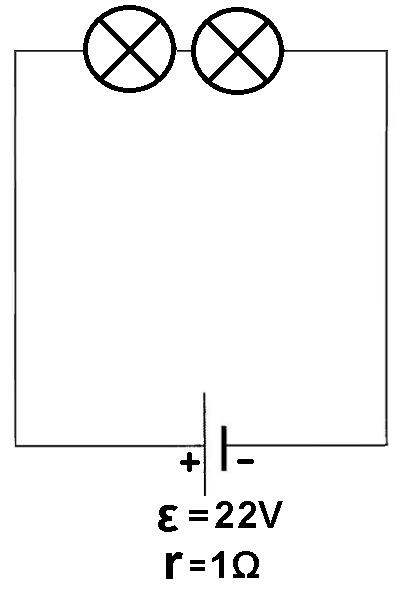 + -
ε = 22V
r = 1Ω